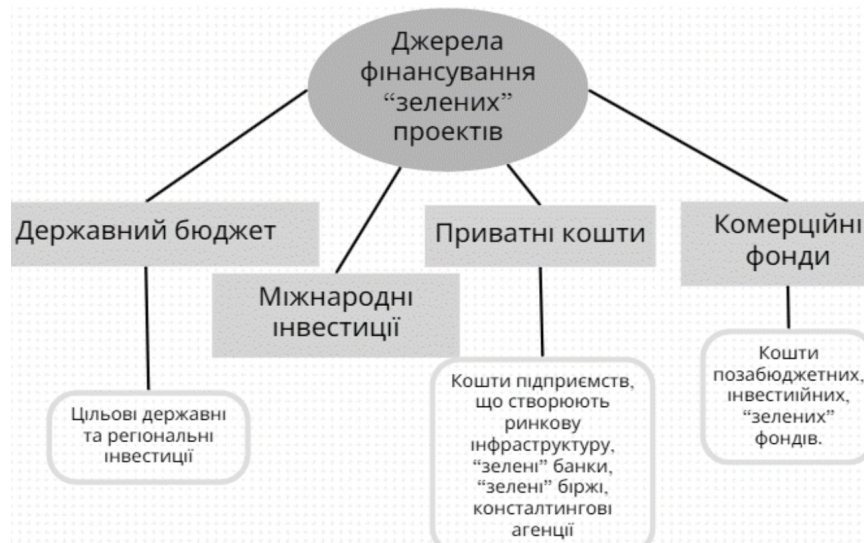 Джерела
фінансування
“зелених”
проектів
Державний бюджет
Міжнародні
інвестиції
Приватні кошти
Комерційні
фонди
Цільові державні
та регіональні
інвестиції
Кошти підприємств,
що створюють
ринкову
інфраструктуру,
“зелені” банки,
“зелені” біржі,
консталтингові
агенції
Кошти
позабюджетних,
інвестиійних,
“зелених”
фондів.